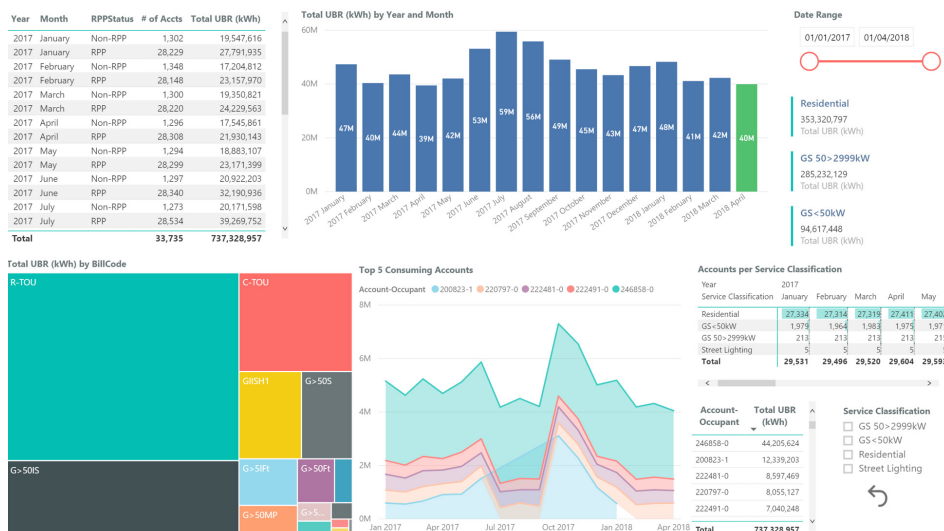 Year Month RPPStatus # of Accts Total UBR (kWh)
2017 January Non-RPP 1,302 19,547,616
2017 January RPP 28,229 27,791,935
2017 February Non-RPP 1,348 17,204,812
2017 February RPP 28,148 23,157,970
2017 March Non-RPP 1,300 19,350,821
2017 March RPP 28,220 24,229,563
2017 April Non-RPP 1,296 17,545,861
2017 April RPP 28,308 21,930,143
2017 May Non-RPP 1,294 18,883,107
2017 May RPP 28,299 23,171,399
2017 June Non-RPP 1,297 20,922,203
2017 June RPP 28,340 32,190,936
2017 July Non-RPP 1,273 20,171,598
2017 July RPP 28,534 39,269,752
Total 33,735 737,328,957
Total UBR (kWh) by Year and Month
60M
40M
20M
0M
47M 40M 44M 39M 42M 53M 59M 56M 49M 45M 43M 47M 48M 41M 42M 40M
2017 January 2017 February 2017 March 2017 April 2017 May 2017 June 2017 July 2017 August 2017 September 2017 October 2017 November 2017 December 2018 January 2018 February 2018 March 2018 April
Date Range
01/01/2017 01/04/2018
Residential
353,320,797
Total UBR (kWh)
GS 50>2999kW
285,232,129
Total UBR (kWh)
GS<50kW
94,617,448
Total UBR (kWh)
Total UBR (kWh) by BillCode
R-TOU
C-TOU
GIISH1
G>50S
G>50IS
G>5IFt
G>50Ft
G>50MP
G>5...
Top 5 Consuming Accounts
Account-Occupant 200823-1 220797-0 222481-0 222491-0 246858-0
8M
6M
4M
2M
0M
Jan 2017 Apr 2017 Jul 2017 Oct 2017 Jan 2018 Apr 2018
Accounts per Service Classification
Year 2017
Service Classification January February March April May
Residential 27,334 27,314 27,319 27,411 27,402
GS<50kW 1,979 1,964 1,983 1,975 1,97
GS 50>2999kW 213 213 213 213 21
Street Lighting 5 5 5 5
Total 29,531 29,496 29,520 29,604 29,593
Account-Occupant Total UBR (kWh)
246858-0 44,205,624
200823-1 12,339,203
222481-0 8,597,469
220797-0 8,055,127
222491-0 7,040,248
Total 737,328,957
Service Classification
GS 50>2999kW
GS<50kW
Residential
Street Lighting